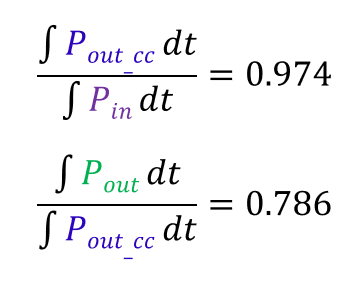 ∫ P_out_cc dt
∫ P_in dt
= 0.974
∫ P_out dt
∫ P_out_cc dt
= 0.786